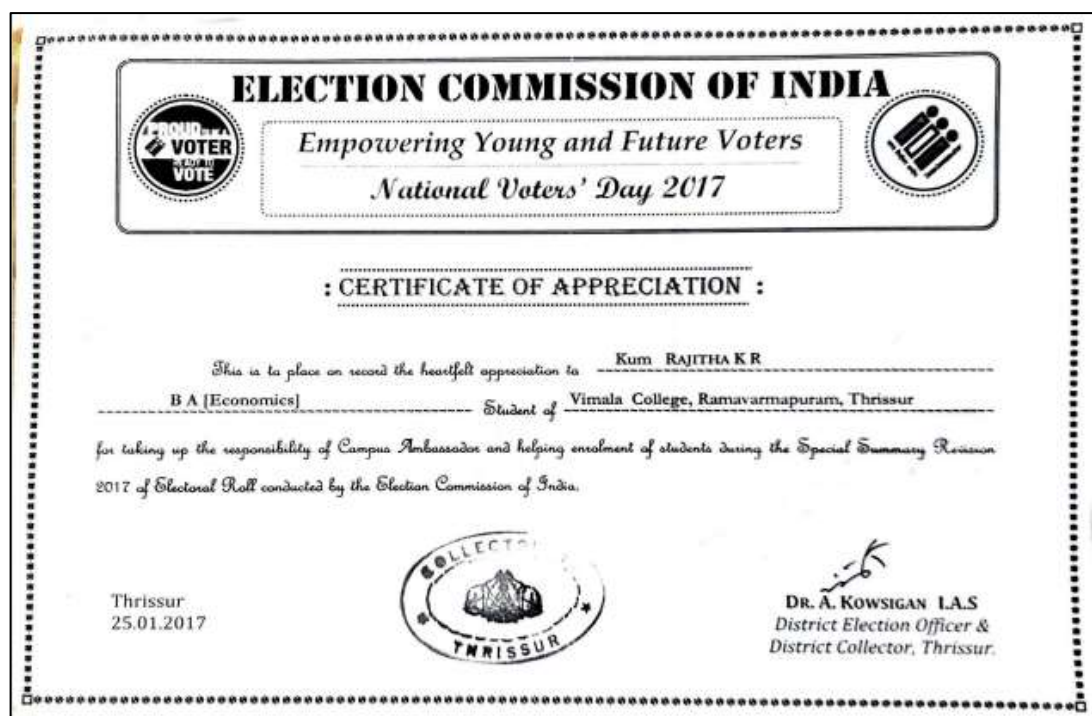 ELECTION COMMISSION OF INDIA
PROUD TO BE A
VOTER
READY TO
VOTE
Empowering Young and Future Voters
National Voters' Day 2017
: CERTIFICATE OF APPRECIATION :
This is to place on record the heartfelt appreciation to Kum RAJITHA K R
B A [Economics] Student of Vimala College, Ramavarmapuram, Thrissur
for taking up the responsibility of Campus Ambassador and helping enrolment of students during the Special Summary Revision
2017 of Electoral Roll conducted by the Election Commission of India.
Thrissur
25.01.2017
THRISSUR
DR. A. KOWSIGAN I.A.S
District Election Officer &
District Collector, Thrissur.